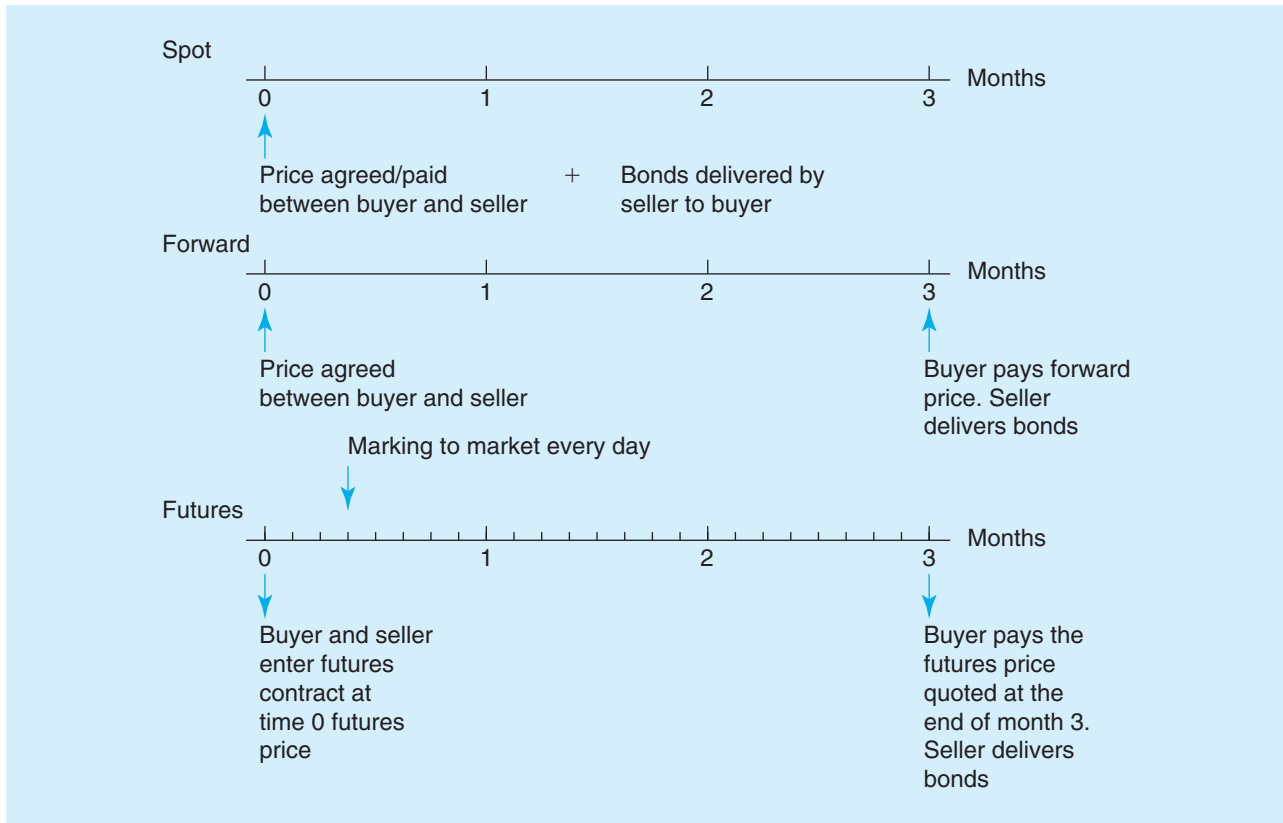 Spot
Months
0 1 2 3
Price agreed/paid
between buyer and seller
+
Bonds delivered by
seller to buyer
Forward
Months
0 1 2 3
Price agreed
between buyer and seller
Buyer pays forward
price. Seller
delivers bonds
Marking to market every day
Futures
Months
0 1 2 3
Buyer and seller
enter futures
contract at
time 0 futures
price
Buyer pays the
futures price
quoted at the
end of month 3.
Seller delivers
bonds